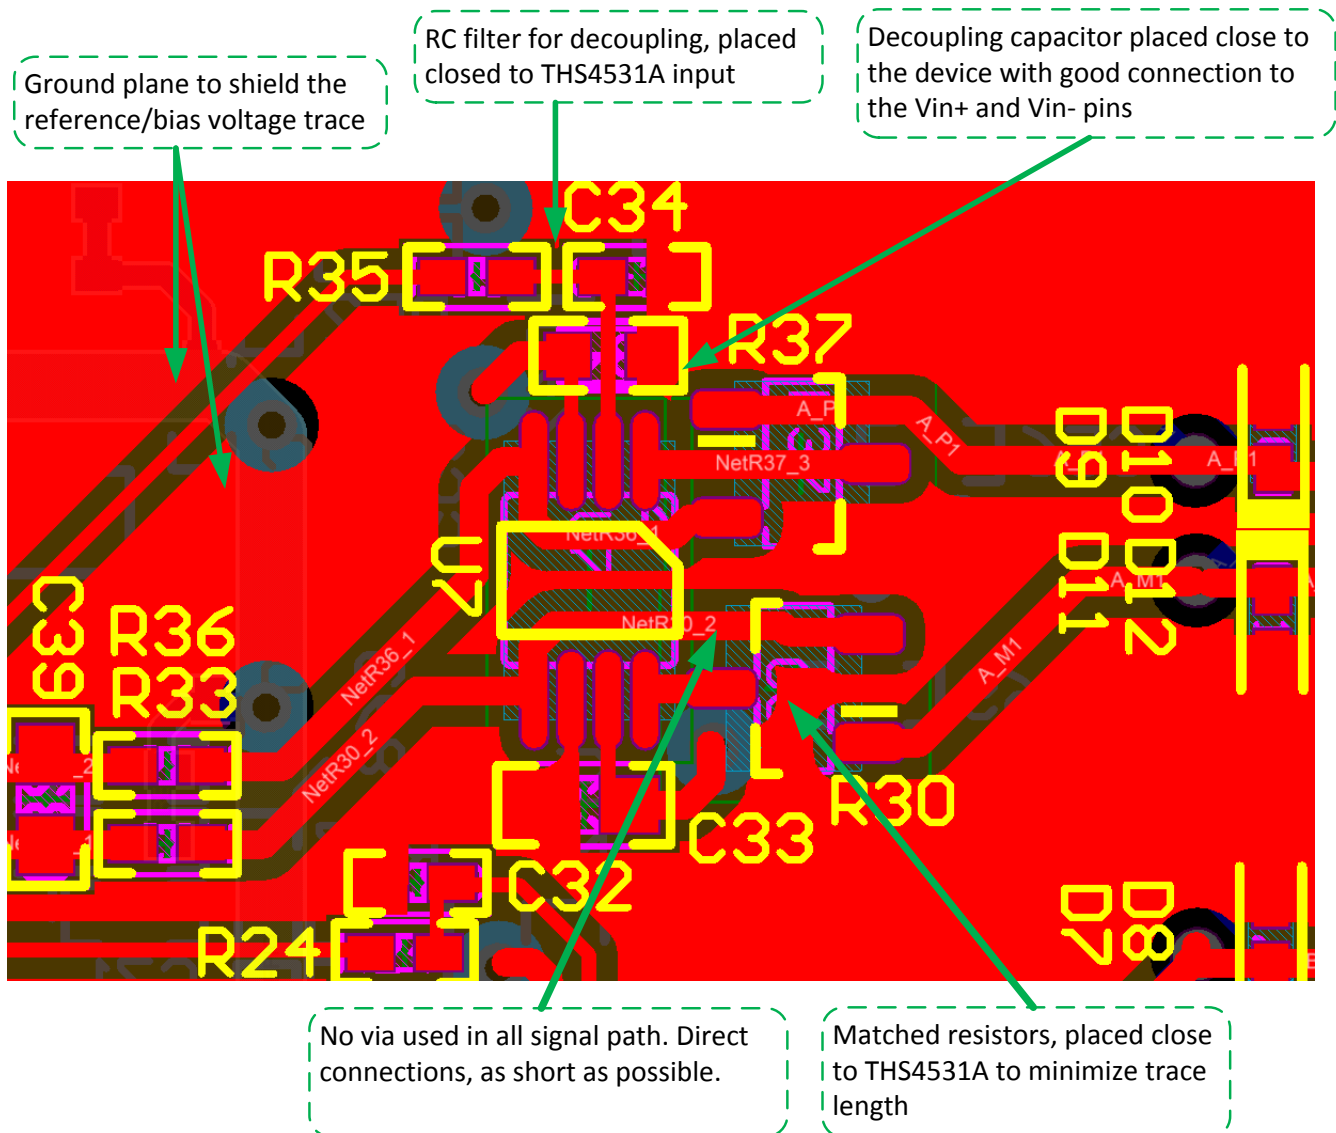 RC filter for decoupling, placed
closed to THS4531A input
Decoupling capacitor placed close to
the device with good connection to
the Vin+ and Vin- pins
Ground plane to shield the
reference/bias voltage trace
C34
R35
R37
A_P1
A_P1
NetR37_3
D9
D10
NetR36_1
U7
D11
D12
A_M1
NetR30_2
C39
R36
R33
NetR36_1
A_M1
NetR30_2
R30
C33
C32
R24
D7
D8
No via used in all signal path. Direct
connections, as short as possible.
Matched resistors, placed close
to THS4531A to minimize trace
length